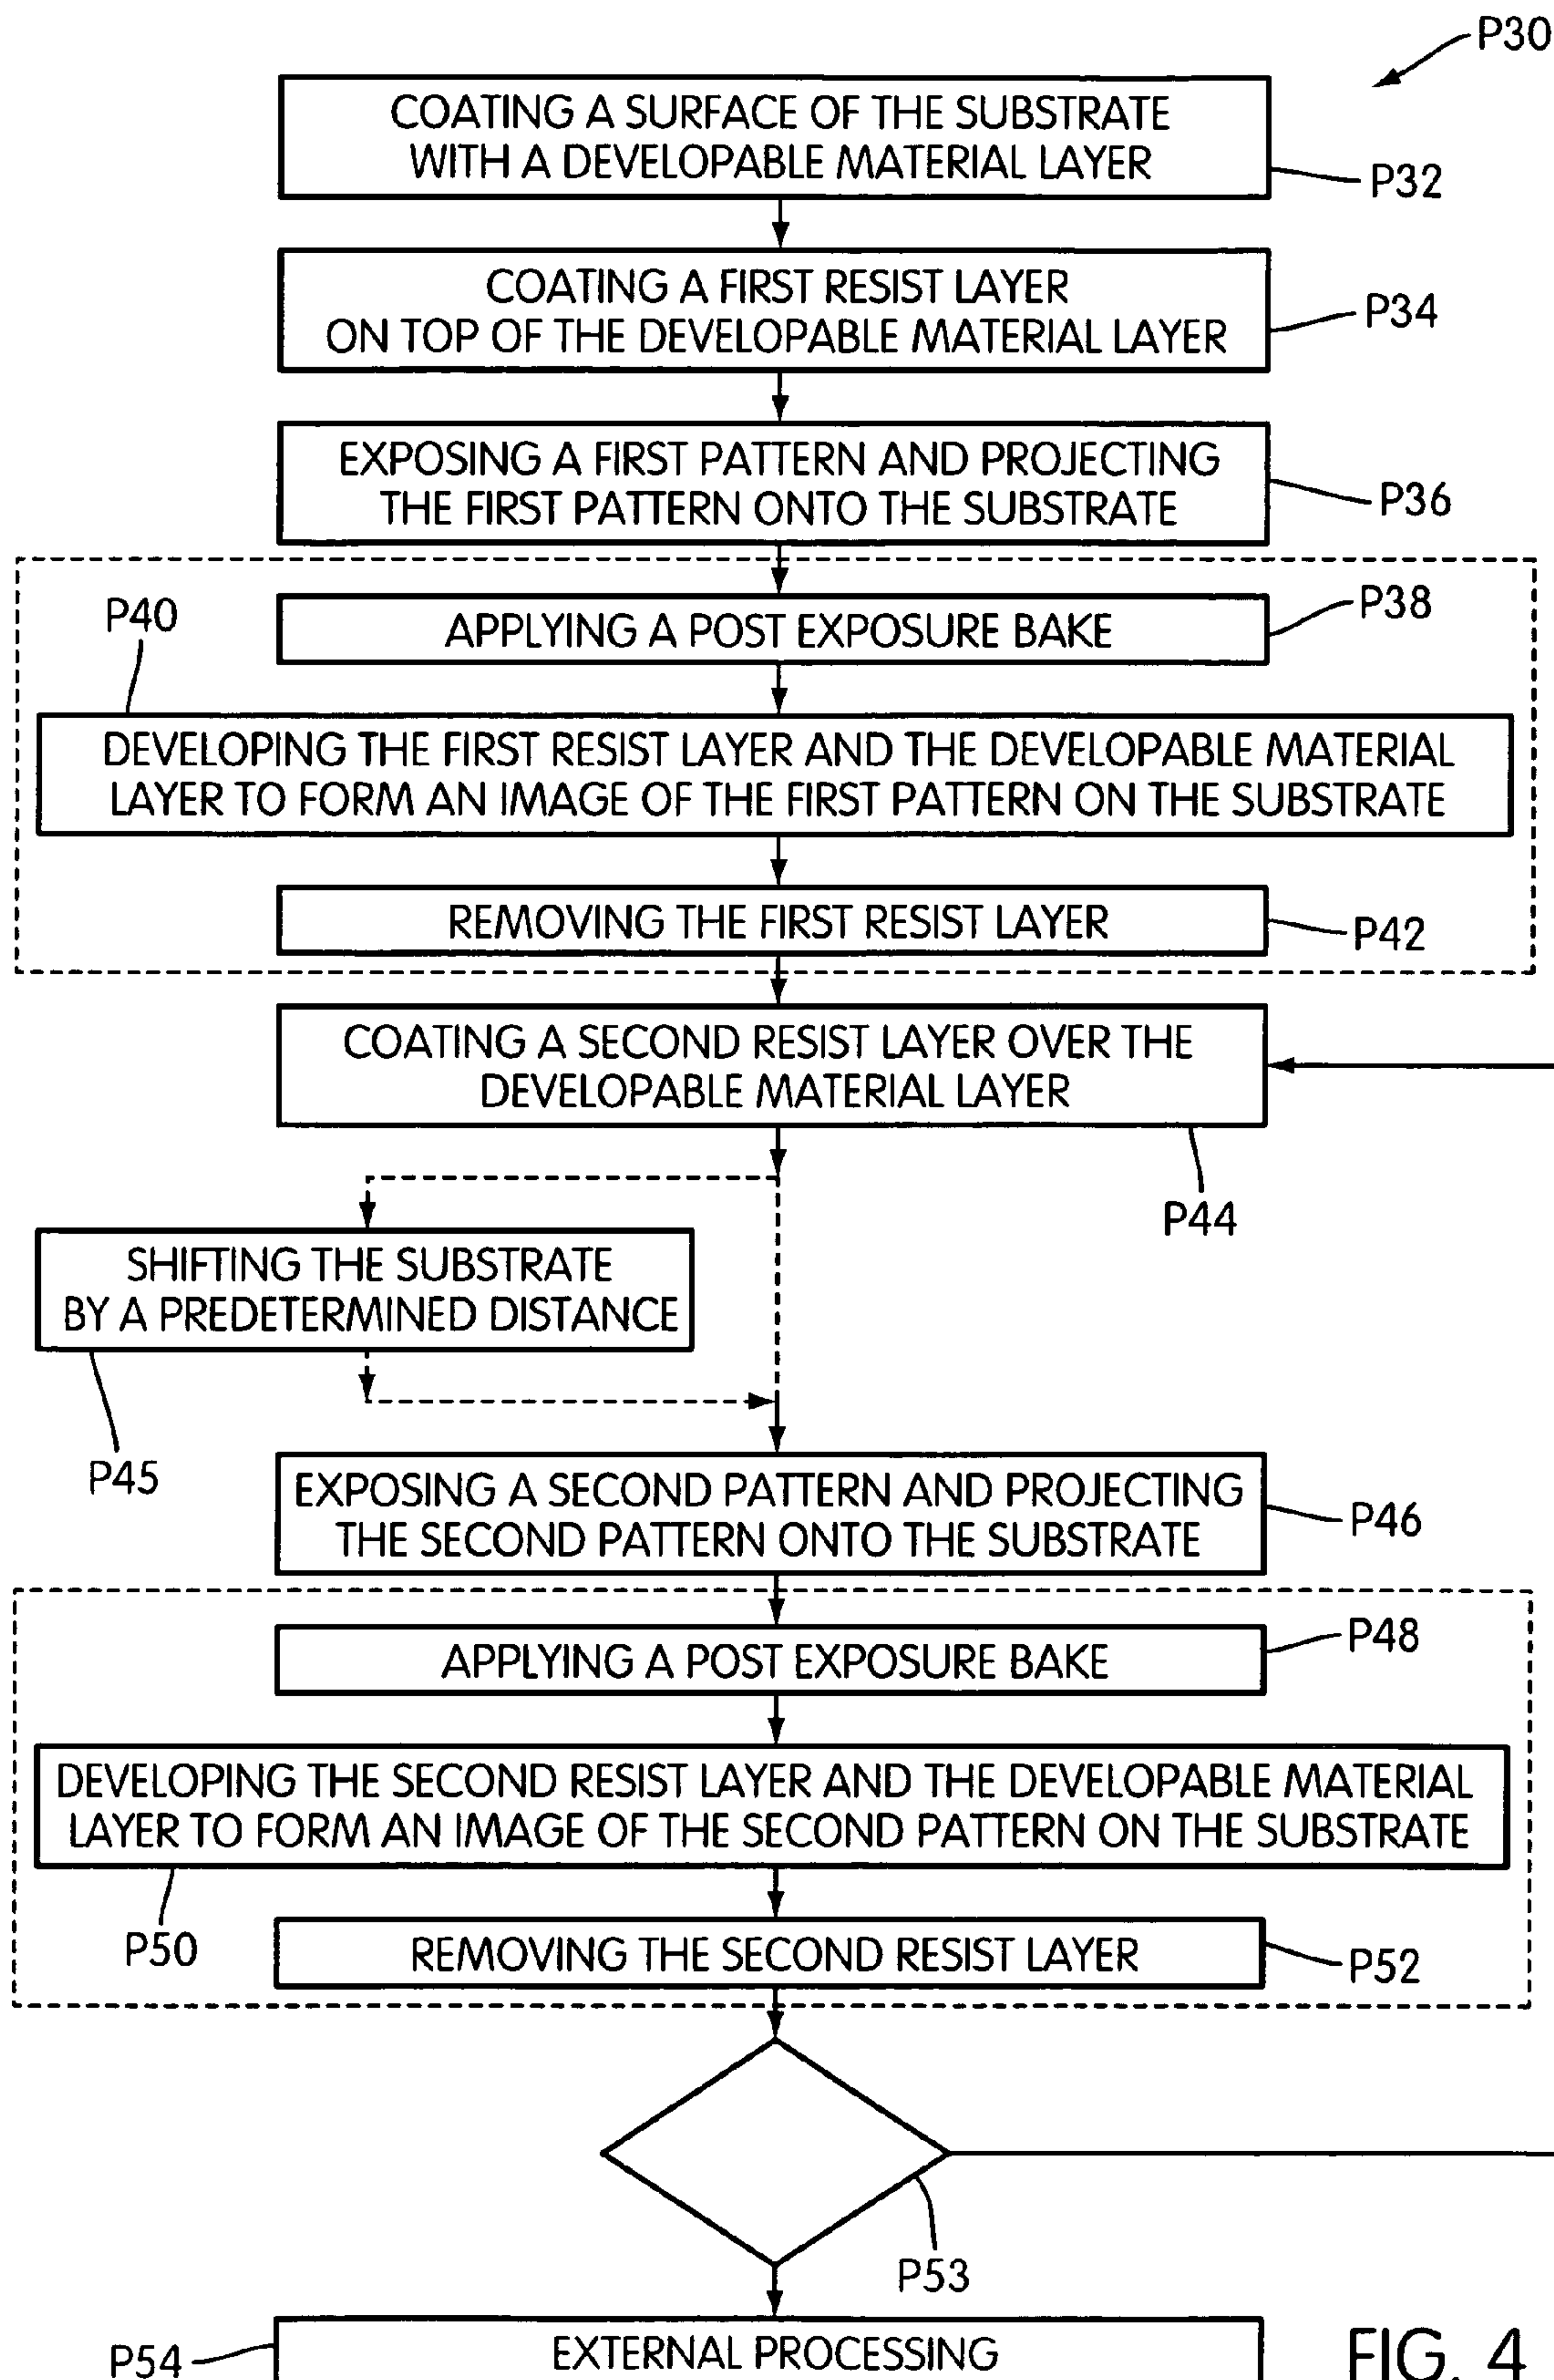 P30
COATING A SURFACE OF THE SUBSTRATE
WITH A DEVELOPABLE MATERIAL LAYER
P32
COATING A FIRST RESIST LAYER
ON TOP OF THE DEVELOPABLE MATERIAL LAYER
P34
EXPOSING A FIRST PATTERN AND PROJECTING
THE FIRST PATTERN ONTO THE SUBSTRATE
P36
APPLYING A POST EXPOSURE BAKE
P38
P40
DEVELOPING THE FIRST RESIST LAYER AND THE DEVELOPABLE MATERIAL
LAYER TO FORM AN IMAGE OF THE FIRST PATTERN ON THE SUBSTRATE
REMOVING THE FIRST RESIST LAYER
P42
COATING A SECOND RESIST LAYER OVER THE
DEVELOPABLE MATERIAL LAYER
P44
SHIFTING THE SUBSTRATE
BY A PREDETERMINED DISTANCE
P45
EXPOSING A SECOND PATTERN AND PROJECTING
THE SECOND PATTERN ONTO THE SUBSTRATE
P46
APPLYING A POST EXPOSURE BAKE
P48
DEVELOPING THE SECOND RESIST LAYER AND THE DEVELOPABLE MATERIAL
LAYER TO FORM AN IMAGE OF THE SECOND PATTERN ON THE SUBSTRATE
P50
REMOVING THE SECOND RESIST LAYER
P52
P53
P54
EXTERNAL PROCESSING
FIG. 4